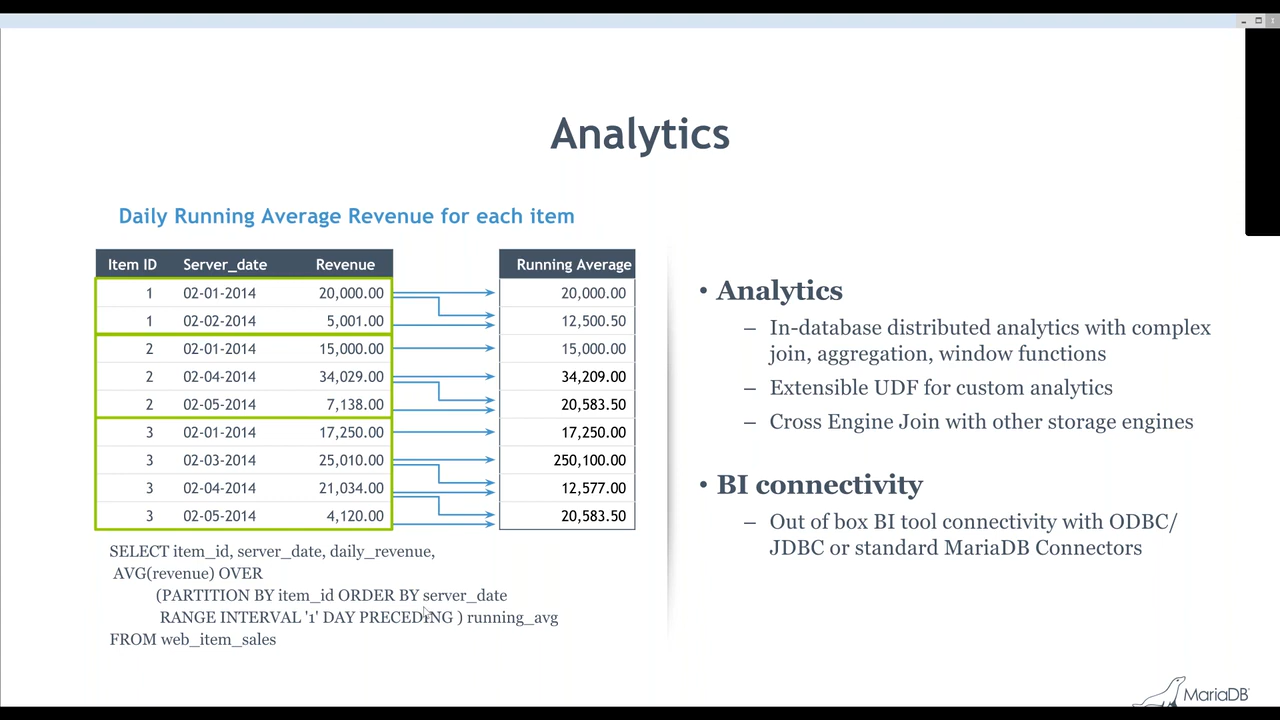 Analytics
Daily Running Average Revenue for each item
Item ID Server_date Revenue Running Average
1 02-01-2014 20,000.00 20,000.00
1 02-02-2014 5,001.00 12,500.50
2 02-01-2014 15,000.00 15,000.00
2 02-04-2014 34,029.00 34,209.00
2 02-05-2014 7,138.00 20,583.50
3 02-01-2014 17,250.00 17,250.00
3 02-03-2014 25,010.00 250,100.00
3 02-04-2014 21,034.00 12,577.00
3 02-05-2014 4,120.00 20,583.50
SELECT item_id, server_date, daily_revenue,
AVG(revenue) OVER
(PARTITION BY item_id ORDER BY server_date
RANGE INTERVAL '1' DAY PRECEDING ) running_avg
FROM web_item_sales
• Analytics
– In-database distributed analytics with complex
join, aggregation, window functions
– Extensible UDF for custom analytics
– Cross Engine Join with other storage engines
• BI connectivity
– Out of box BI tool connectivity with ODBC/
JDBC or standard MariaDB Connectors
MariaDB